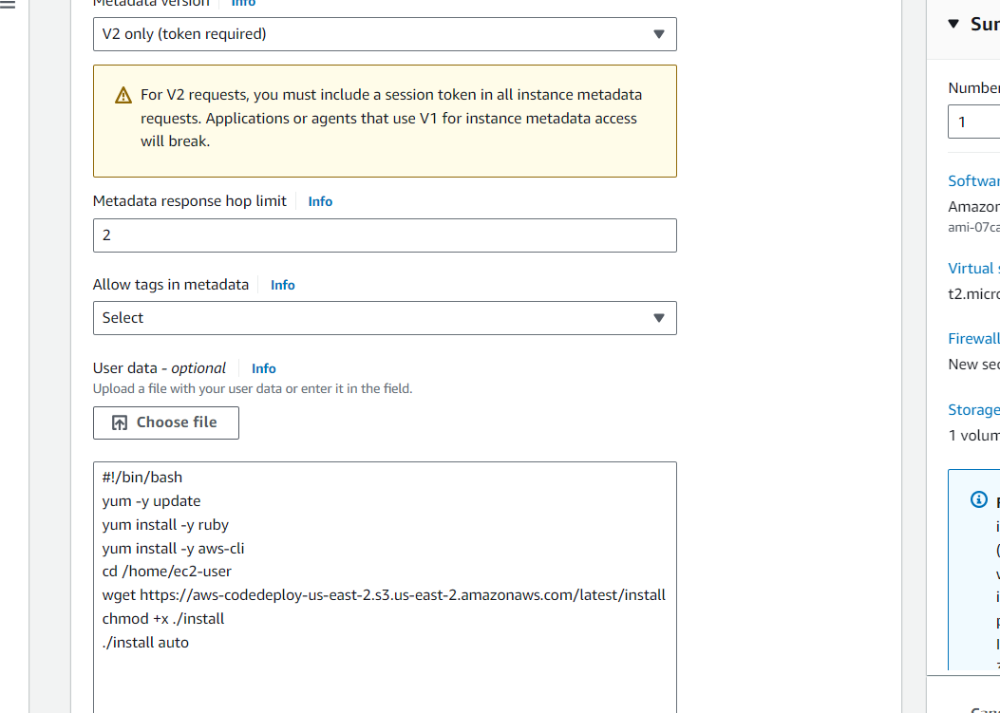 Metadata version Info
V2 only (token required)
For V2 requests, you must include a session token in all instance metadata
requests. Applications or agents that use V1 for instance metadata access
will break.
Metadata response hop limit Info
2
Allow tags in metadata Info
Select
User data - optional Info
Upload a file with your user data or enter it in the field.
Choose file
#!/bin/bash
yum -y update
yum install -y ruby
yum install -y aws-cli
cd /home/ec2-user
wget https://aws-codedeploy-us-east-2.s3.us-east-2.amazonaws.com/latest/install
chmod +x ./install
./install auto
Sum
Number
1
Softwar
Amazon
ami-07ca
Virtual s
t2.micro
Firewall
New sec
Storage
1 volum